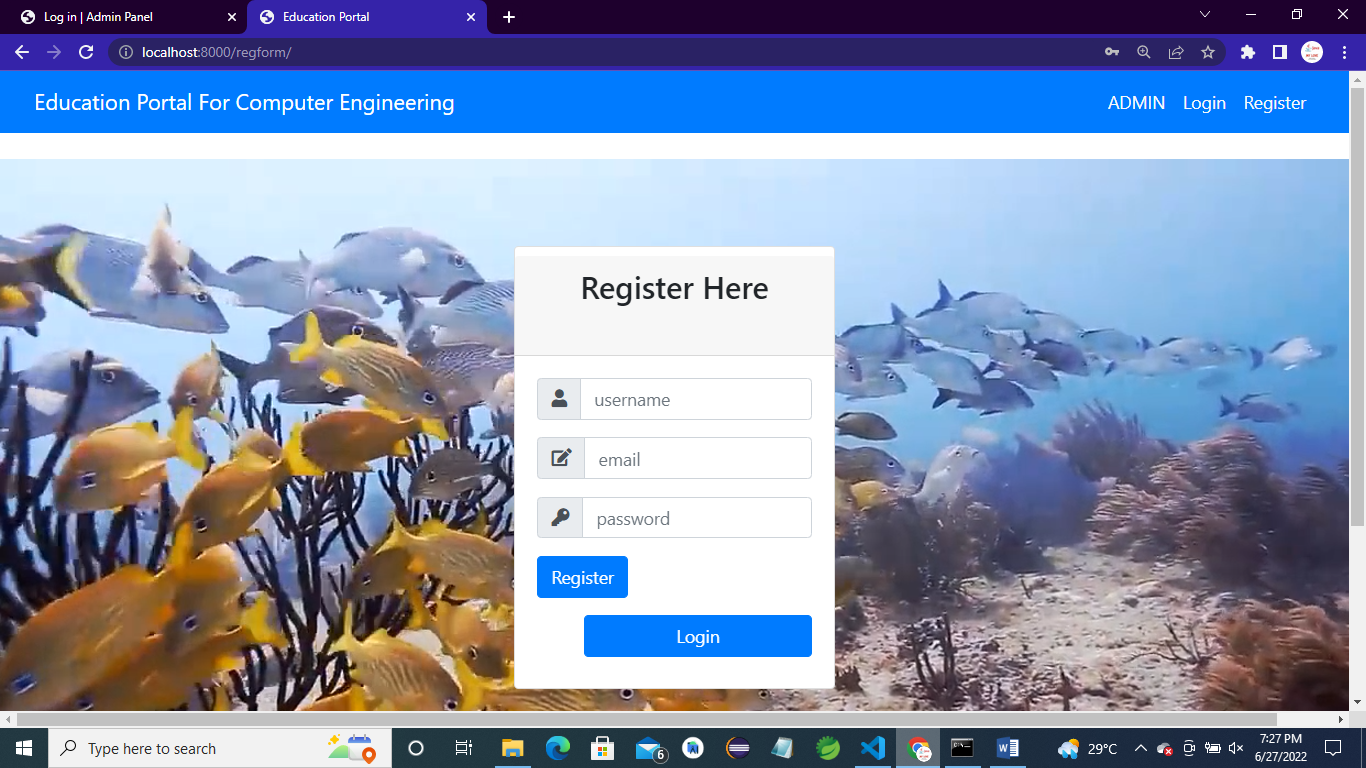 Log in | Admin Panel
Education Portal
localhost:8000/regform/
Education Portal For Computer Engineering
ADMIN Login Register
Register Here
username
email
password
Register
Login
Type here to search
6
29°C
7:27 PM
6/27/2022